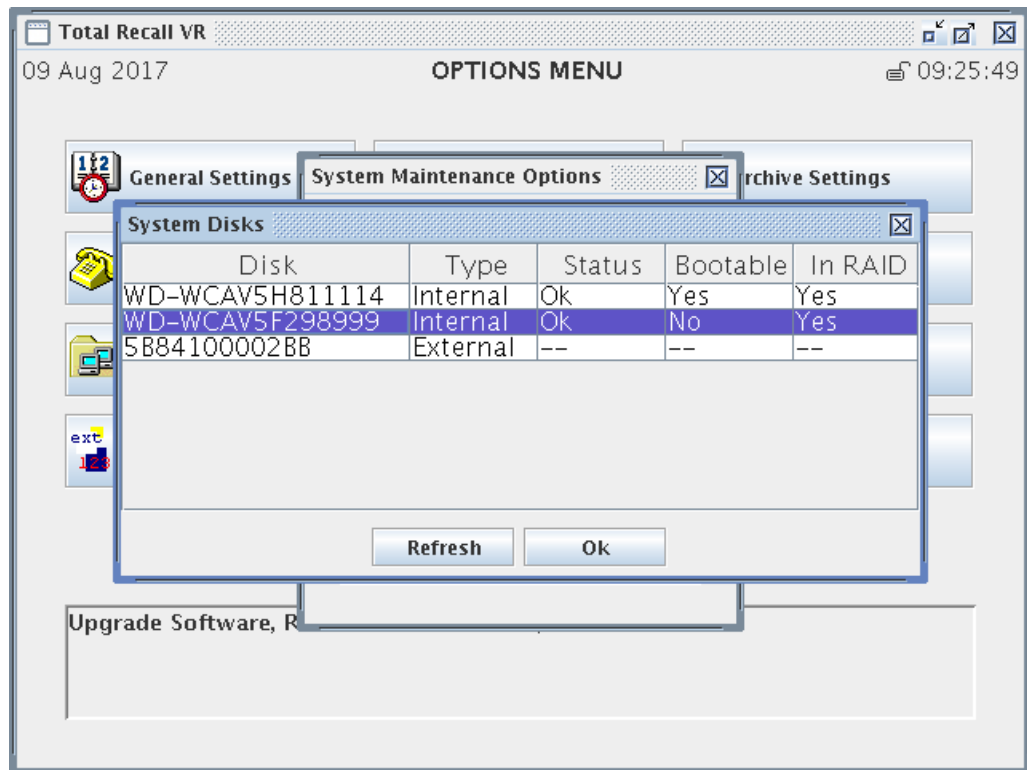 Total Recall VR
09 Aug 2017 OPTIONS MENU 09:25:49
General Settings System Maintenance Options rchive Settings
System Disks
Disk Type Status Bootable In RAID
WD-WCAV5H811114 Internal Ok Yes Yes
WD-WCAV5F298999 Internal Ok No Yes
5B84100002BB External -- -- --
ext
123
Refresh Ok
Upgrade Software, R